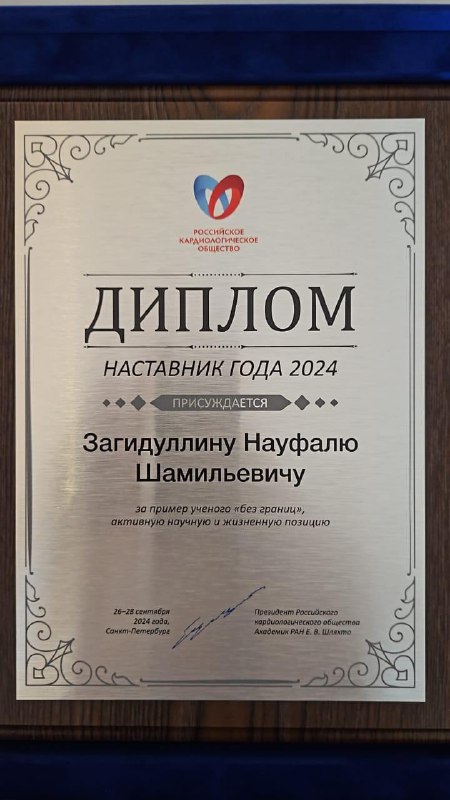 РОССИЙСКОЕ
КАРДИОЛОГИЧЕСКОЕ
ОБЩЕСТВО
ДИПЛОМ
НАСТАВНИК ГОДА 2024
ПРИСУЖДАЕТСЯ
Загидуллину Науфалю
Шамильевичу
за пример ученого «без границ»,
активную научную и жизненную позицию
26–28 сентября
2024 года,
Санкт-Петербург
Президент Российского
кардиологического общества
Академик РАН Е. В. Шляхто